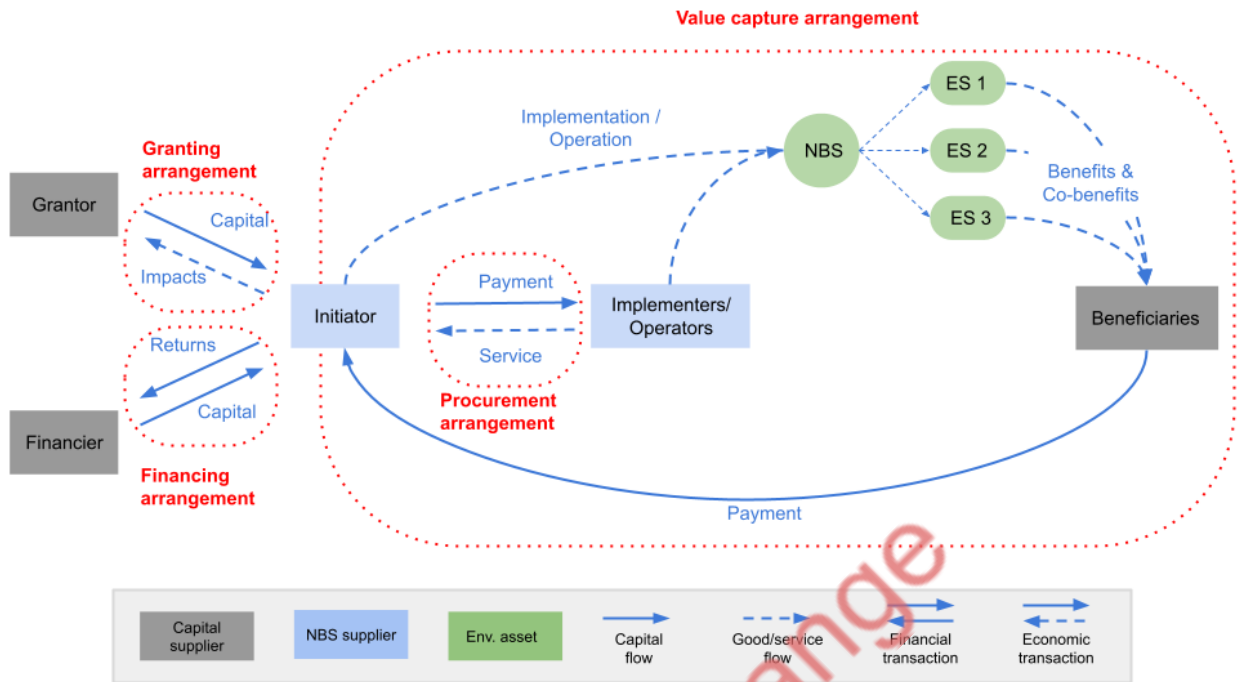 Value capture arrangement
ES 1
Implementation /
Operation
Granting
arrangement
NBS
ES 2
Benefits &
Co-benefits
Grantor
Capital
ES 3
Impacts
Payment
Initiator
Implementers/
Operators
Beneficiaries
Returns
Service
Capital
Procurement
arrangement
Financier
Financing
arrangement
Payment
Capital
supplier
NBS supplier
Env. asset
Capital
flow
Good/service
flow
Financial
transaction
Economic
transaction
ange